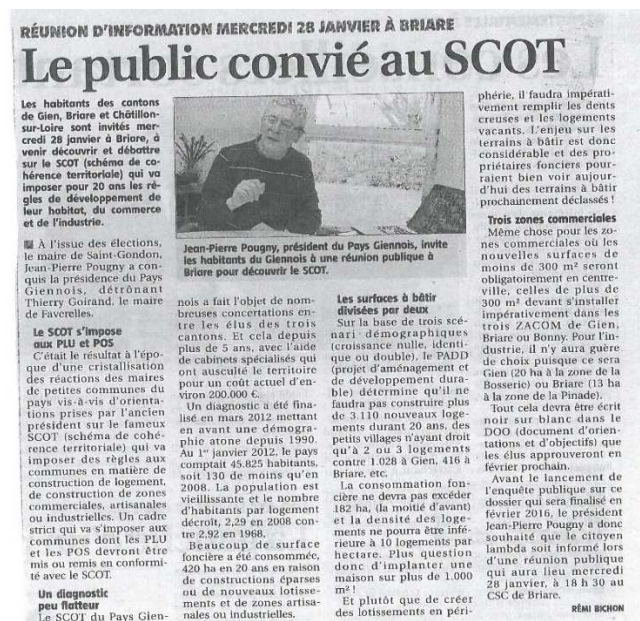 RÉUNION D'INFORMATION MERCREDI 28 JANVIER À BRIARE
Le public convié au SCOT
Les habitants des cantons
de Gien, Briare et Châtillon-
sur-Loire sont invités mer-
credi 28 janvier à Briare, à
venir découvrir et débattre
sur le SCOT (schéma de co-
hérence territoriale) qui va
imposer pour 20 ans les rè-
gles de développement de
leur habitat, du commerce
et de l'industrie.
À l'issue des élections,
le maire de Saint-Gondon,
Jean-Pierre Pougny a con-
quis la présidence du Pays
Giennois, détrônant
Thierry Goirand, le maire
de Faverelles.
Le SCOT s'impose
aux PLU et POS
C'était le résultat à l'épo-
que d'une cristallisation
des réactions des maires
de petites communes du
pays vis-à-vis d'orienta-
tions prises par l'ancien
président sur le fameux
SCOT (schéma de cohé-
rence territoriale) qui va
imposer des règles aux
communes en matière de
construction de logement,
de construction de zones
commerciales, artisanales
ou industrielles. Un cadre
strict qui va s'imposer aux
communes dont les PLU
et les POS devront être
mis ou remis en conformi-
té avec le SCOT.
Un diagnostic
peu flatteur
Le SCOT du Pays Gien-
Jean-Pierre Pougny, président du Pays Giennois, invite
les habitants du Giennois à une réunion publique à
Briare pour découvrir le SCOT.
nois a fait l'objet de nom-
breuses concertations en-
tre les élus des trois
cantons. Et cela depuis
plus de 5 ans, avec l'aide
de cabinets spécialisés qui
ont ausculté le territoire
pour un coût actuel d'en-
viron 200.000 €.
Un diagnostic a été fina-
lisé en mars 2012 mettant
en avant une démogra-
phie atone depuis 1990.
Au 1er janvier 2012, le pays
comptait 45.825 habitants,
soit 130 de moins qu'en
2008. La population est
vieillissante et le nombre
d'habitants par logement
décroît, 2,29 en 2008 con-
tre 2,92 en 1968.
Beaucoup de surface
foncière a été consommée,
420 ha en 20 ans en raison
de constructions éparses
ou de nouveaux lotisse-
ments et de zones artisa-
nales ou industrielles.
Les surfaces à bâtir
divisées par deux
Sur la base de trois scé-
nari démographiques
(croissance nulle, identi-
que ou double), le PADD
(projet d'aménagement et
de développement dura-
ble) détermine qu'il ne
faudra pas construire plus
de 3.110 nouveaux loge-
ments durant 20 ans, des
petits villages n'ayant droit
qu'à 2 ou 3 logements
contre 1.028 à Gien, 416 à
Briare, etc.
La consommation fon-
cière ne devra pas excéder
182 ha, (la moitié d'avant)
et la densité des loge-
ments ne pourra être infé-
rieure à 10 logements par
hectare. Plus question
donc d'implanter une
maison sur plus de 1.000
m² !
Et plutôt que de créer
des lotissements en péri-
phérie, il faudra impérati-
vement remplir les dents
creuses et les logements
vacants. L'enjeu sur les
terrains à bâtir est donc
considérable et des pro-
priétaires fonciers pour-
raient bien voir aujour-
d'hui des terrains à bâtir
prochainement déclassés !
Trois zones commerciales
Même chose pour les zo-
nes commerciales où les
nouvelles surfaces de
moins de 300 m² seront
obligatoirement en centre-
ville, celles de plus de
300 m² devant s'installer
impérativement dans les
trois ZACOM de Gien,
Briare ou Bonny. Pour l'in-
dustrie, il n'y aura guère
de choix puisque ce sera
Gien (20 ha à la zone de la
Bosserie) ou Briare (13 ha
à la zone de la Pinade).
Tout cela devra être écrit
noir sur blanc dans le
DOO (document d'orien-
tations et d'objectifs) que
les élus approuveront en
février prochain.
Avant le lancement de
l'enquête publique sur ce
dossier qui sera finalisé en
février 2016, le président
Jean-Pierre Pougny a donc
souhaité que le citoyen
lambda soit informé lors
d'une réunion publique
qui aura lieu mercredi
28 janvier, à 18 h 30 au
CSC de Briare.
RÉMI BICHON